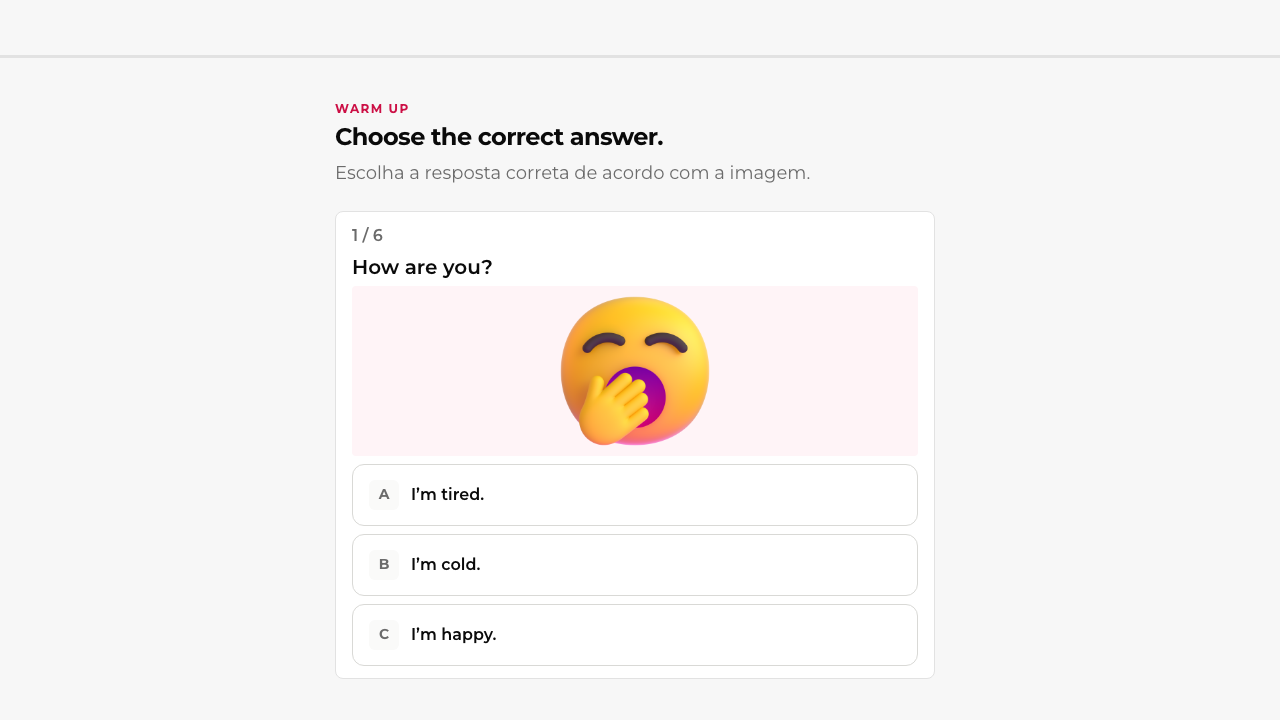 WARM UP
Choose the correct answer.
Escolha a resposta correta de acordo com a imagem.
1 / 6
How are you?
A I’m tired.
B I’m cold.
C I’m happy.